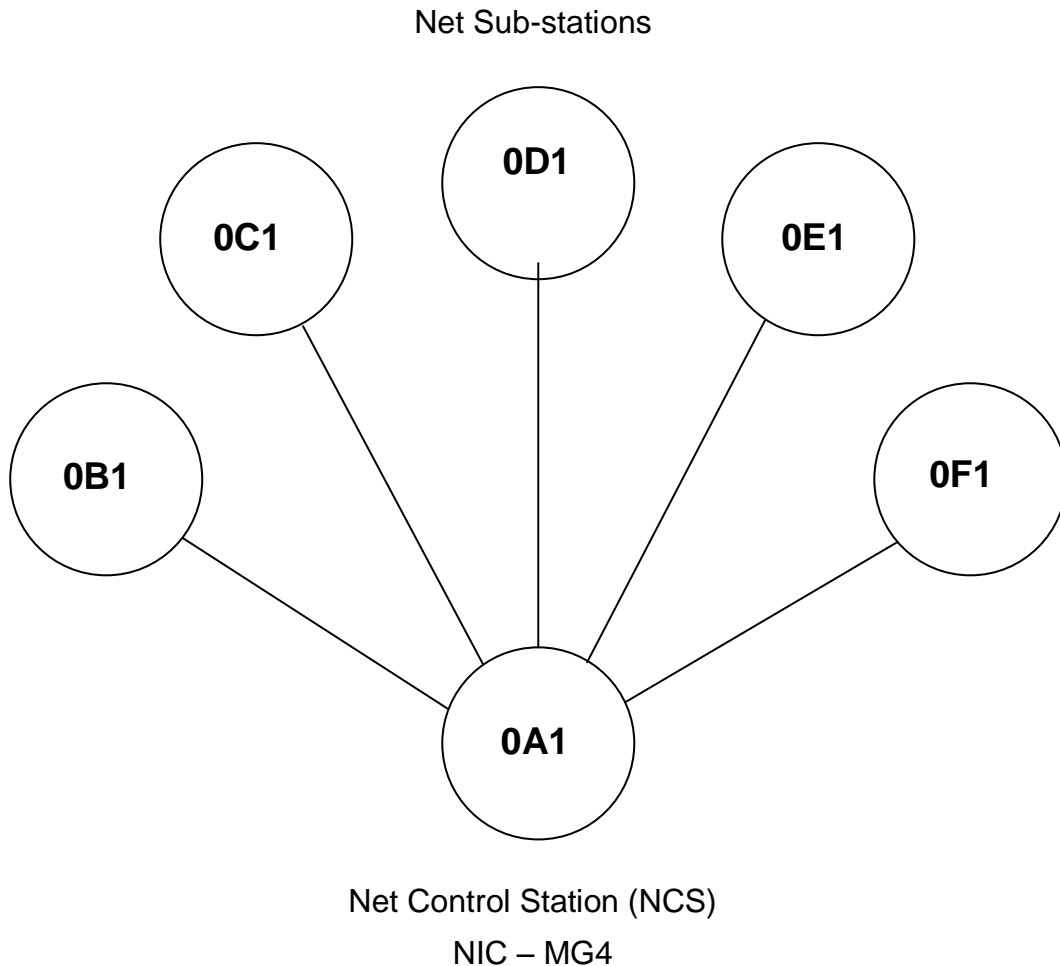 Net Sub-stations
0D1
0C1
0E1
0B1
0F1
0A1
Net Control Station (NCS)
NIC – MG4